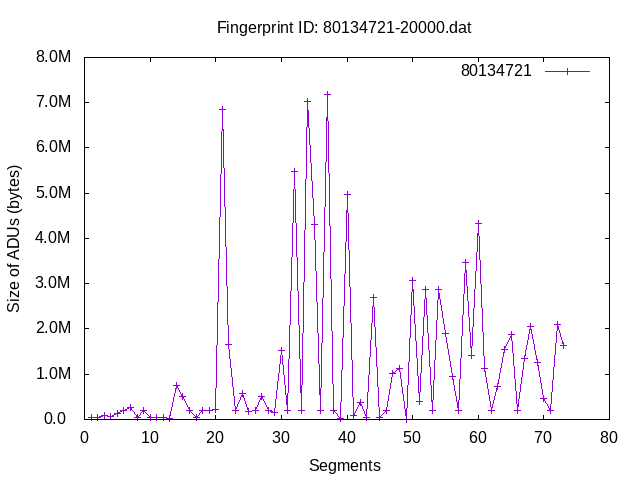 Fingerprint ID: 80134721-20000.dat
80134721
8.0M
7.0M
6.0M
5.0M
4.0M
3.0M
2.0M
1.0M
0.0
Size of ADUs (bytes)
0 10 20 30 40 50 60 70 80
Segments